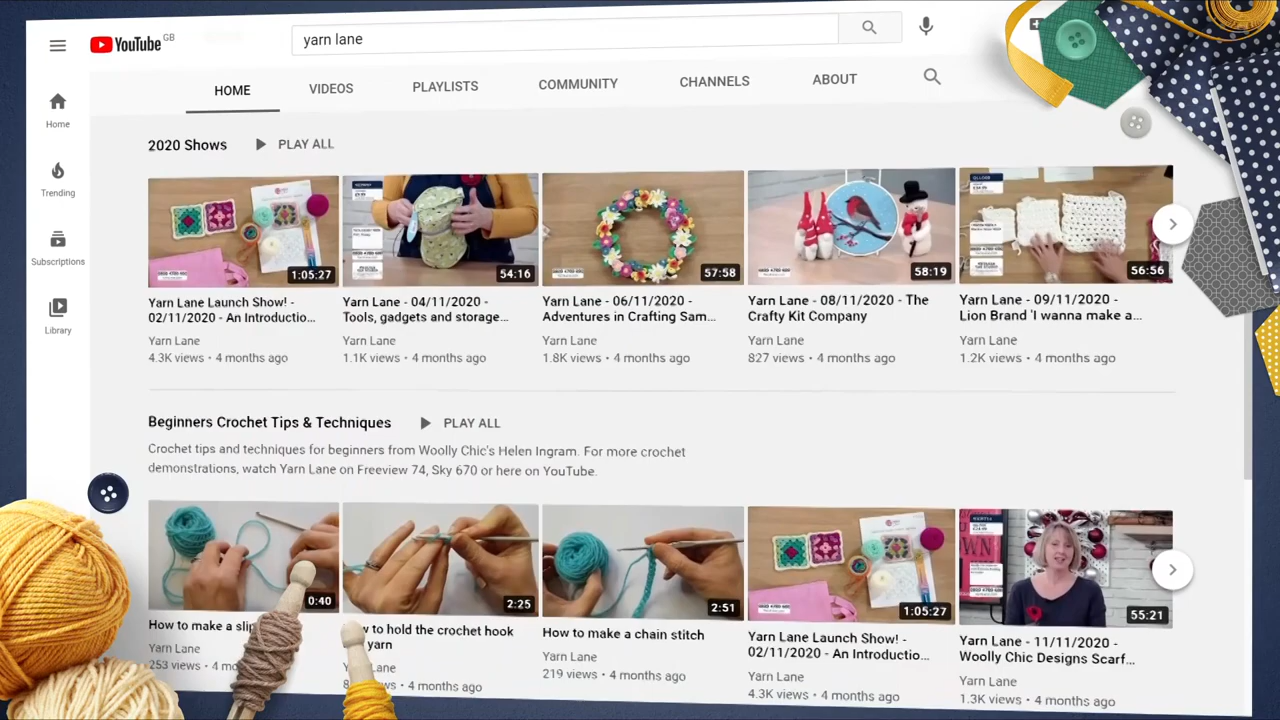 YouTube GB
yarn lane
HOME VIDEOS PLAYLISTS COMMUNITY CHANNELS ABOUT
Home
Trending
Subscriptions
Library
2020 Shows PLAY ALL
1:05:27 54:16 57:58 58:19 56:56
Yarn Lane Launch Show! -
02/11/2020 - An Introductio...
Yarn Lane
4.3K views • 4 months ago
Yarn Lane - 04/11/2020 -
Tools, gadgets and storage...
Yarn Lane
1.1K views • 4 months ago
Yarn Lane - 06/11/2020 -
Adventures in Crafting Sam...
Yarn Lane
1.8K views • 4 months ago
Yarn Lane - 08/11/2020 - The
Crafty Kit Company
Yarn Lane
827 views • 4 months ago
Yarn Lane - 09/11/2020 -
Lion Brand 'I wanna make a...
Yarn Lane
1.2K views • 4 months ago
Beginners Crochet Tips & Techniques PLAY ALL
Crochet tips and techniques for beginners from Woolly Chic's Helen Ingram. For more crochet
demonstrations, watch Yarn Lane on Freeview 74, Sky 670 or here on YouTube.
0:40 2:25 2:51 1:05:27 55:21
How to make a
Yarn Lane
253 views • 4
to hold the crochet hook
yarn
Lane
• 4 months ago
How to make a chain stitch
Yarn Lane
219 views • 4 months ago
Yarn Lane Launch Show! -
02/11/2020 - An Introductio...
Yarn Lane
4.3K views • 4 months ago
Yarn Lane - 11/11/2020 -
Woolly Chic Designs Scarf...
Yarn Lane
1.3K views • 4 months ago